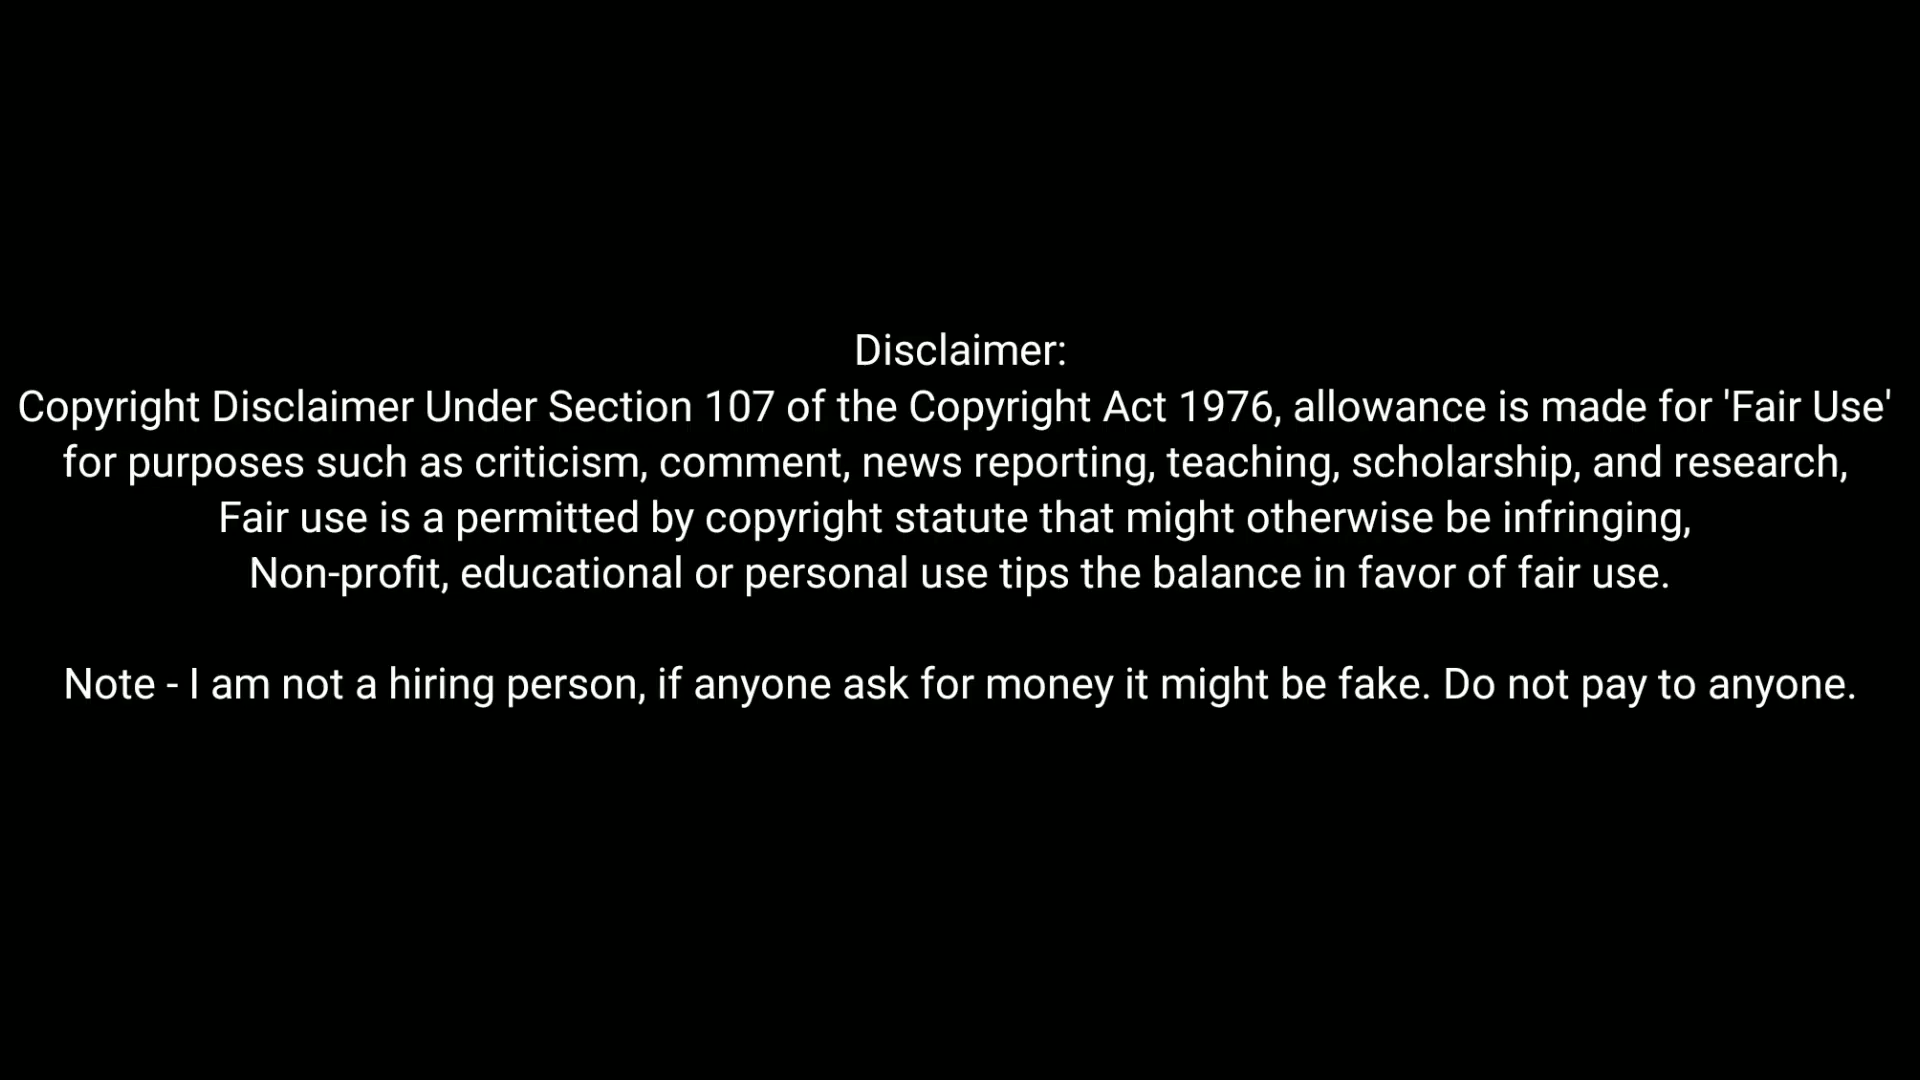 Disclaimer:
Copyright Disclaimer Under Section 107 of the Copyright Act 1976, allowance is made for 'Fair Use'
for purposes such as criticism, comment, news reporting, teaching, scholarship, and research,
Fair use is a permitted by copyright statute that might otherwise be infringing,
Non-profit, educational or personal use tips the balance in favor of fair use.
Note - I am not a hiring person, if anyone ask for money it might be fake. Do not pay to anyone.